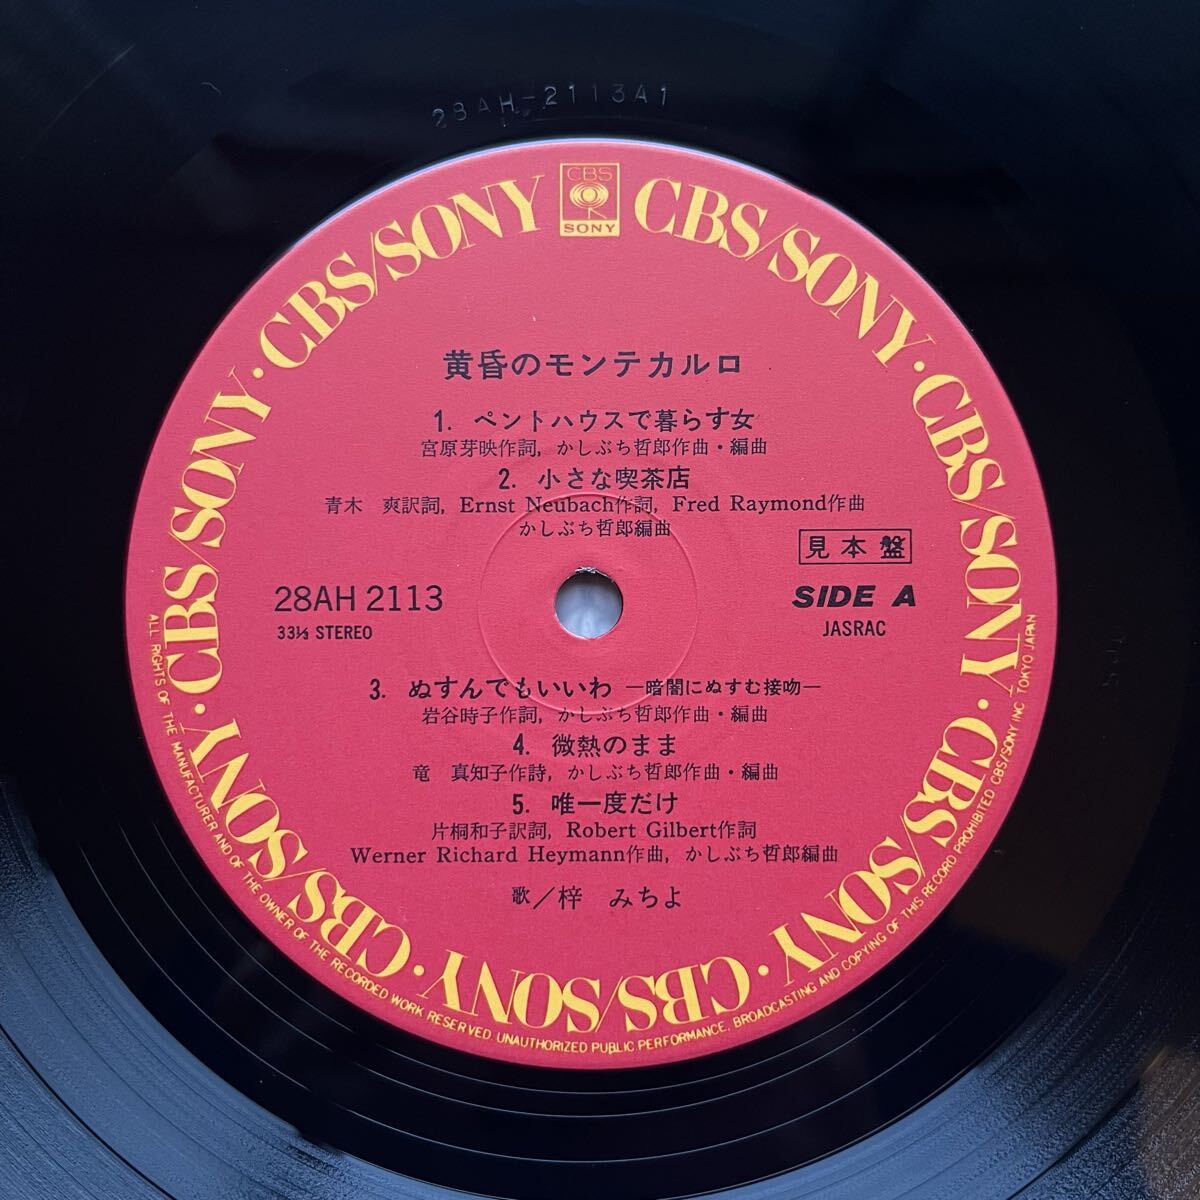 28AH-2113A1
CBS
SONY
CBS/SONY · CBS/SONY · CBS/SONY · CBS/SONY · CBS/SONY · CBS/SONY · CBS/SONY · CBS/SONY
黄昏のモンテカルロ
1. ペントハウスで暮らす女
宮原芽映作詞, かしぶち哲郎作曲・編曲
2. 小さな喫茶店
青木 爽訳詞, Ernst Neubach作詞, Fred Raymond作曲
かしぶち哲郎編曲
見本盤
28AH 2113
SIDE A
33⅓ STEREO
JASRAC
3. ぬすんでもいいわ —暗闇にぬすむ接吻—
岩谷時子作詞, かしぶち哲郎作曲・編曲
4. 微熱のまま
竜 真知子作詩, かしぶち哲郎作曲・編曲
5. 唯一度だけ
片桐和子訳詞, Robert Gilbert作詞
Werner Richard Heymann作曲, かしぶち哲郎編曲
歌／梓 みちよ
ALL RIGHTS OF THE MANUFACTURER AND OF THE OWNER OF THE RECORDED WORK RESERVED. UNAUTHORIZED PUBLIC PERFORMANCE, BROADCASTING AND COPYING OF THIS RECORD PROHIBITED CBS/SONY INC. TOKYO JAPAN